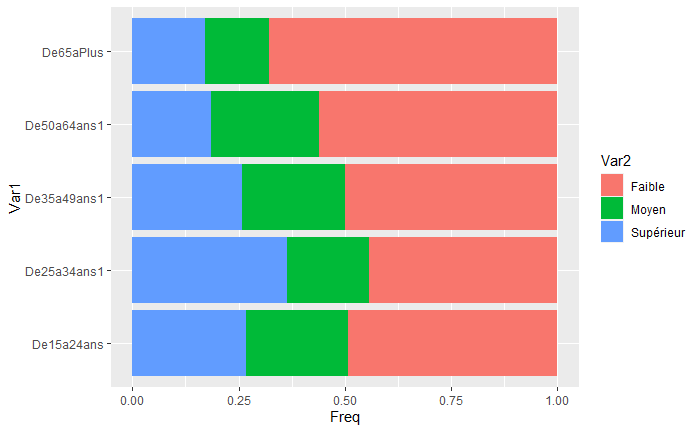 De65aPlus
De50a64ans1
De35a49ans1
De25a34ans1
De15a24ans
Var1
0.00 0.25 0.50 0.75 1.00
Freq
Var2
Faible
Moyen
Supérieur